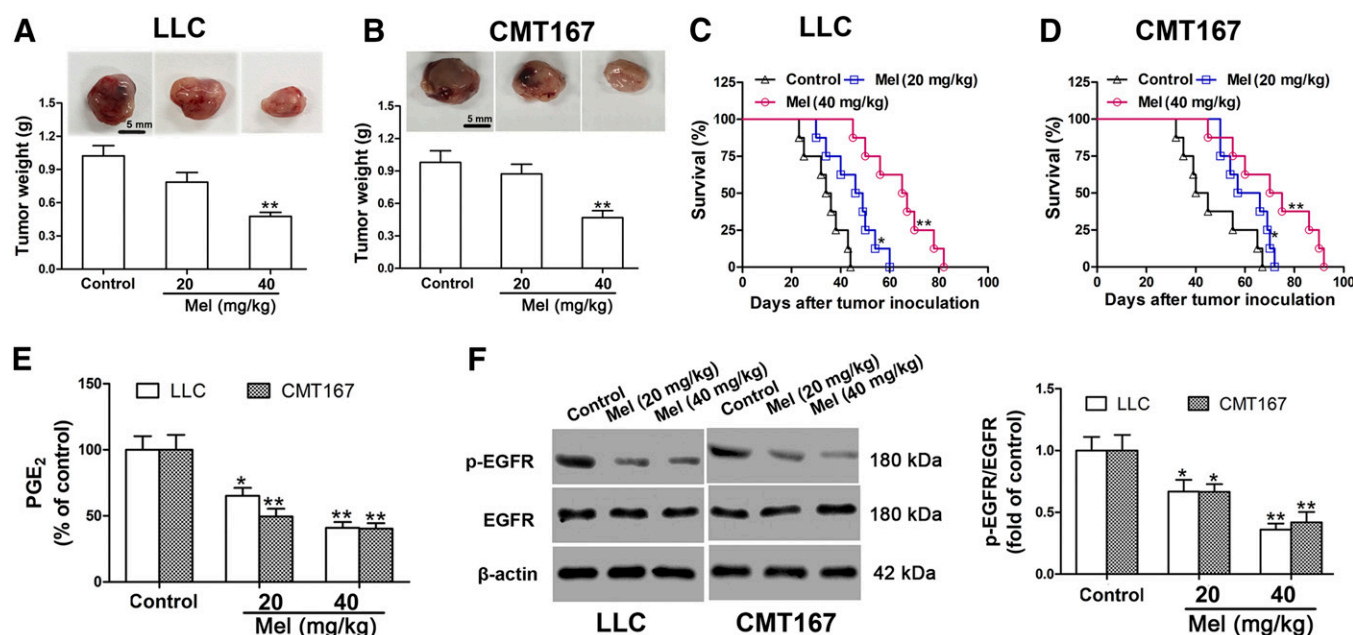 A
LLC
5 mm
Tumor weight (g)
1.5
1.2
0.9
0.6
0.3
0.0
**
Control
20
40
Mel (mg/kg)
B
CMT167
5 mm
Tumor weight (g)
1.5
1.2
0.9
0.6
0.3
0.0
**
Control
20
40
Mel (mg/kg)
C
LLC
Control
Mel (20 mg/kg)
Mel (40 mg/kg)
Survival (%)
125
100
75
50
25
0
*
**
0 20 40 60 80 100
Days after tumor inoculation
D
CMT167
Control
Mel (20 mg/kg)
Mel (40 mg/kg)
Survival (%)
125
100
75
50
25
0
*
**
0 20 40 60 80 100
Days after tumor inoculation
E
LLC
CMT167
PGE2
(% of control)
150
100
50
0
* ** ** **
Control
20
40
Mel (mg/kg)
F
Control
Mel (20 mg/kg)
Mel (40 mg/kg)
Control
Mel (20 mg/kg)
Mel (40 mg/kg)
p-EGFR
180 kDa
EGFR
180 kDa
β-actin
42 kDa
LLC
CMT167
LLC
CMT167
p-EGFR/EGFR
(fold of control)
1.5
1.0
0.5
0.0
* * ** **
Control
20
40
Mel (mg/kg)